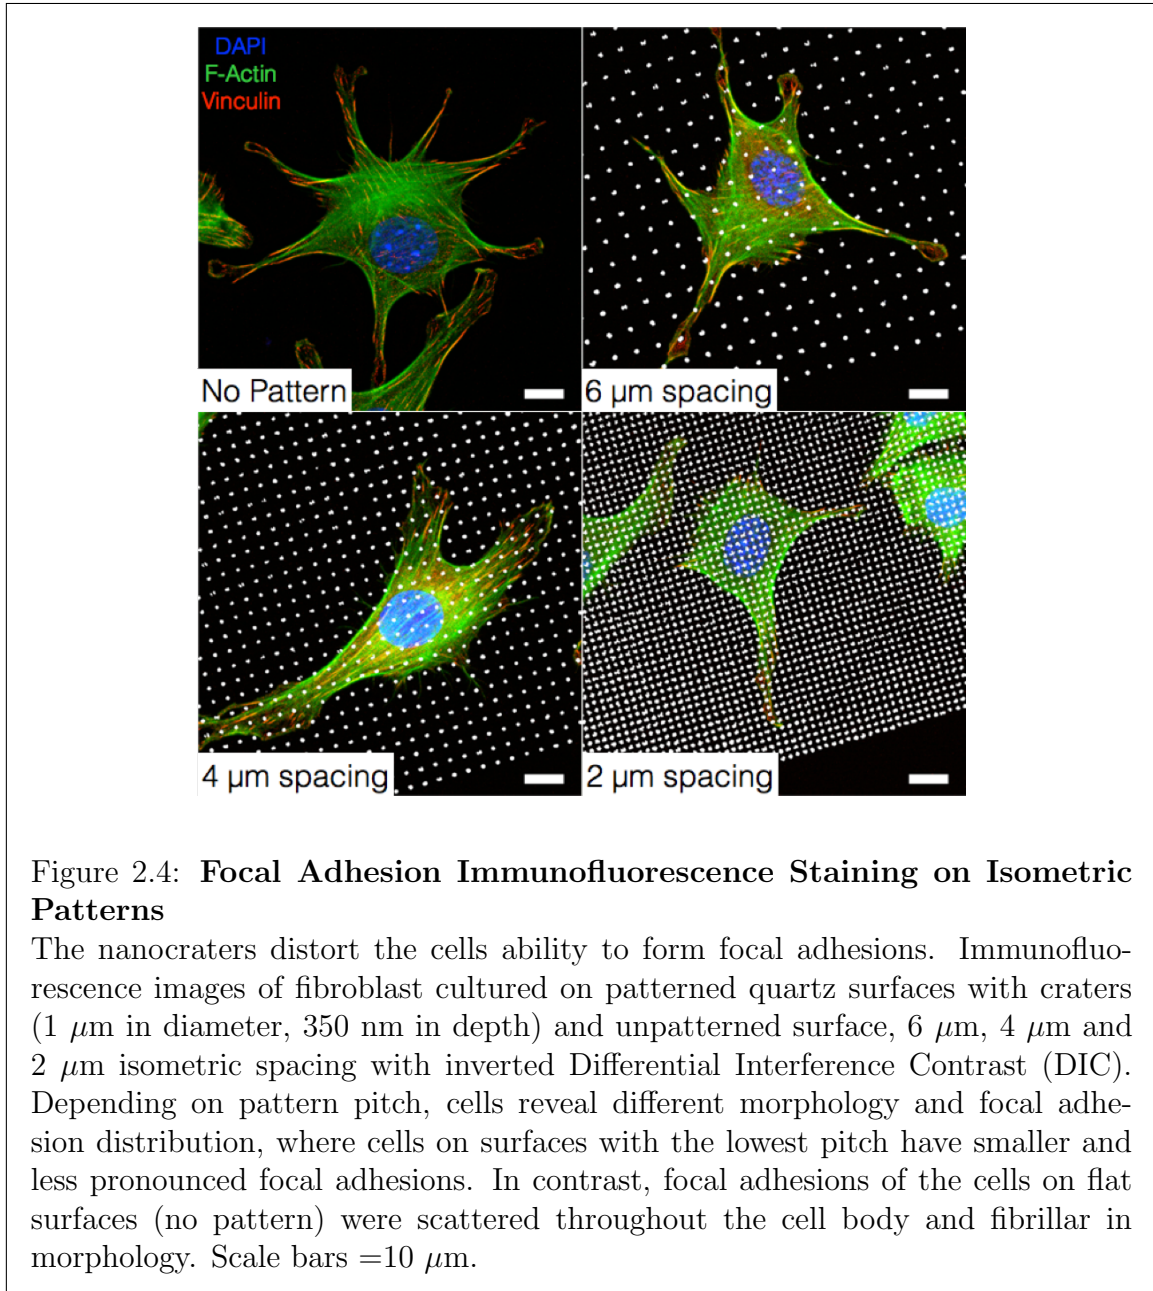 DAPI
F-Actin
Vinculin
No Pattern
6 μm spacing
4 μm spacing
2 μm spacing
Figure 2.4: Focal Adhesion Immunofluorescence Staining on Isometric
Patterns
The nanocraters distort the cells ability to form focal adhesions. Immunofluo-
rescence images of fibroblast cultured on patterned quartz surfaces with craters
(1 μm in diameter, 350 nm in depth) and unpatterned surface, 6 μm, 4 μm and
2 μm isometric spacing with inverted Differential Interference Contrast (DIC).
Depending on pattern pitch, cells reveal different morphology and focal adhe-
sion distribution, where cells on surfaces with the lowest pitch have smaller and
less pronounced focal adhesions. In contrast, focal adhesions of the cells on flat
surfaces (no pattern) were scattered throughout the cell body and fibrillar in
morphology. Scale bars =10 μm.